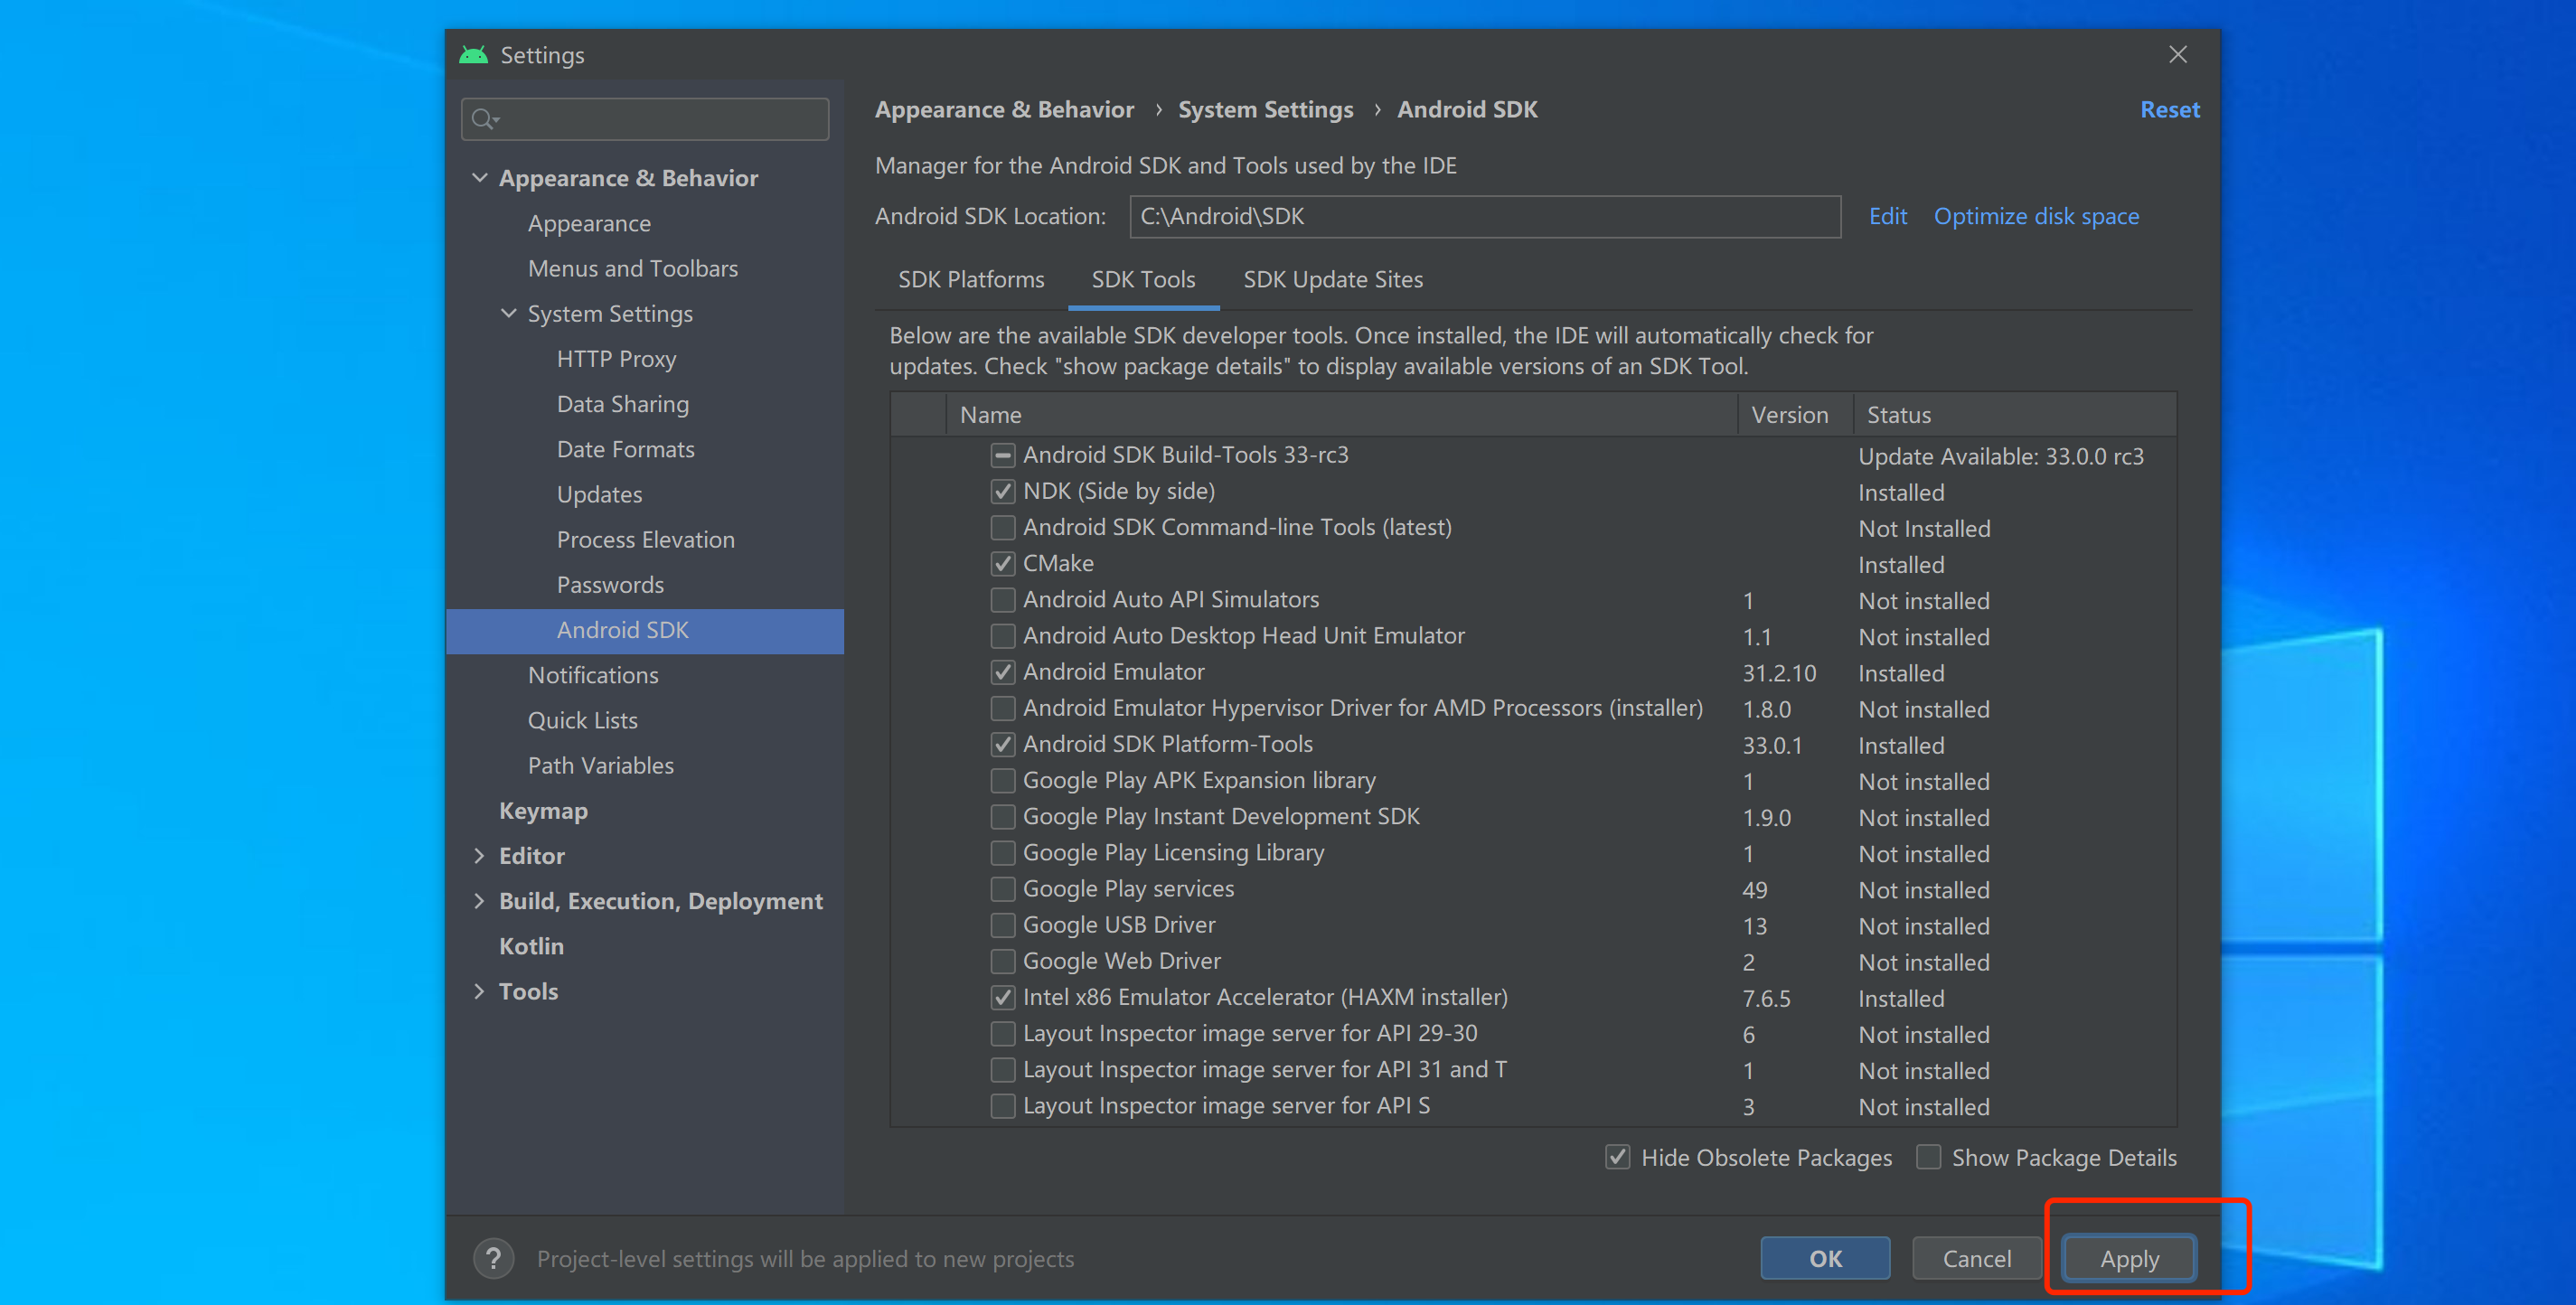 Settings
Appearance & Behavior
Appearance
Menus and Toolbars
System Settings
HTTP Proxy
Data Sharing
Date Formats
Updates
Process Elevation
Passwords
Android SDK
Notifications
Quick Lists
Path Variables
Keymap
Editor
Build, Execution, Deployment
Kotlin
Tools
Appearance & Behavior › System Settings › Android SDK
Reset
Manager for the Android SDK and Tools used by the IDE
Android SDK Location: C:\Android\SDK Edit Optimize disk space
SDK Platforms SDK Tools SDK Update Sites
Below are the available SDK developer tools. Once installed, the IDE will automatically check for
updates. Check "show package details" to display available versions of an SDK Tool.
Name Version Status
Android SDK Build-Tools 33-rc3 Update Available: 33.0.0 rc3
NDK (Side by side) Installed
Android SDK Command-line Tools (latest) Not Installed
CMake Installed
Android Auto API Simulators 1 Not installed
Android Auto Desktop Head Unit Emulator 1.1 Not installed
Android Emulator 31.2.10 Installed
Android Emulator Hypervisor Driver for AMD Processors (installer) 1.8.0 Not installed
Android SDK Platform-Tools 33.0.1 Installed
Google Play APK Expansion library 1 Not installed
Google Play Instant Development SDK 1.9.0 Not installed
Google Play Licensing Library 1 Not installed
Google Play services 49 Not installed
Google USB Driver 13 Not installed
Google Web Driver 2 Not installed
Intel x86 Emulator Accelerator (HAXM installer) 7.6.5 Installed
Layout Inspector image server for API 29-30 6 Not installed
Layout Inspector image server for API 31 and T 1 Not installed
Layout Inspector image server for API S 3 Not installed
Hide Obsolete Packages Show Package Details
? Project-level settings will be applied to new projects
OK Cancel Apply